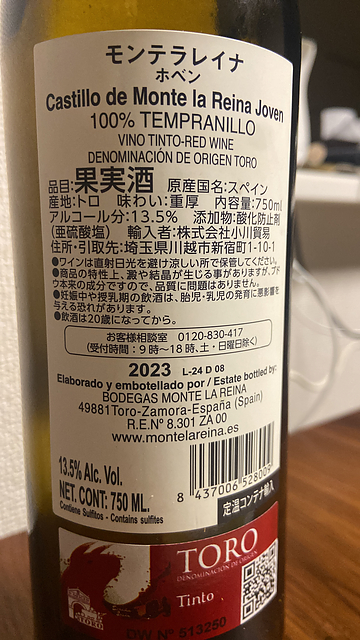 モンテラレイナ
ホベン
Castillo de Monte la Reina Joven
100% TEMPRANILLO
VINO TINTO-RED WINE
DENOMINACIÓN DE ORIGEN TORO
品目:果実酒 原産国名:スペイン
産地:トロ 味わい:重厚 内容量:750ml
アルコール分:13.5% 添加物:酸化防止剤
(亜硫酸塩) 輸入者:株式会社小川貿易
住所・引取先:埼玉県川越市新宿町1-10-1
●ワインは直射日光を避け涼しい所で保管してください。
●商品の特性上、澱や結晶が生じる事がありますが、ブド
ウ本来の成分ですので、品質に問題はありません。
●妊娠中や授乳期の飲酒は、胎児・乳児の発育に悪影響を
与える恐れがあります。
●飲酒は20歳になってから。
お客様相談室 0120-830-417
(受付時間:9時〜18時、土・日曜日除く)
2023 L-24 D 08
Elaborado y embotellado por / Estate bottled by:
BODEGAS MONTE LA REINA
49881Toro-Zamora-España (Spain)
R.E.Nº 8.301 ZA 00
www.montelareina.es
13.5% Alc. Vol.
NET. CONT: 750 ML.
Contiene Sulfitos - Contains sulfites
8 437006 528009
定温コンテナ輸入
TORO
DENOMINACIÓN DE ORIGEN
Tinto
TORO
Nº 513250